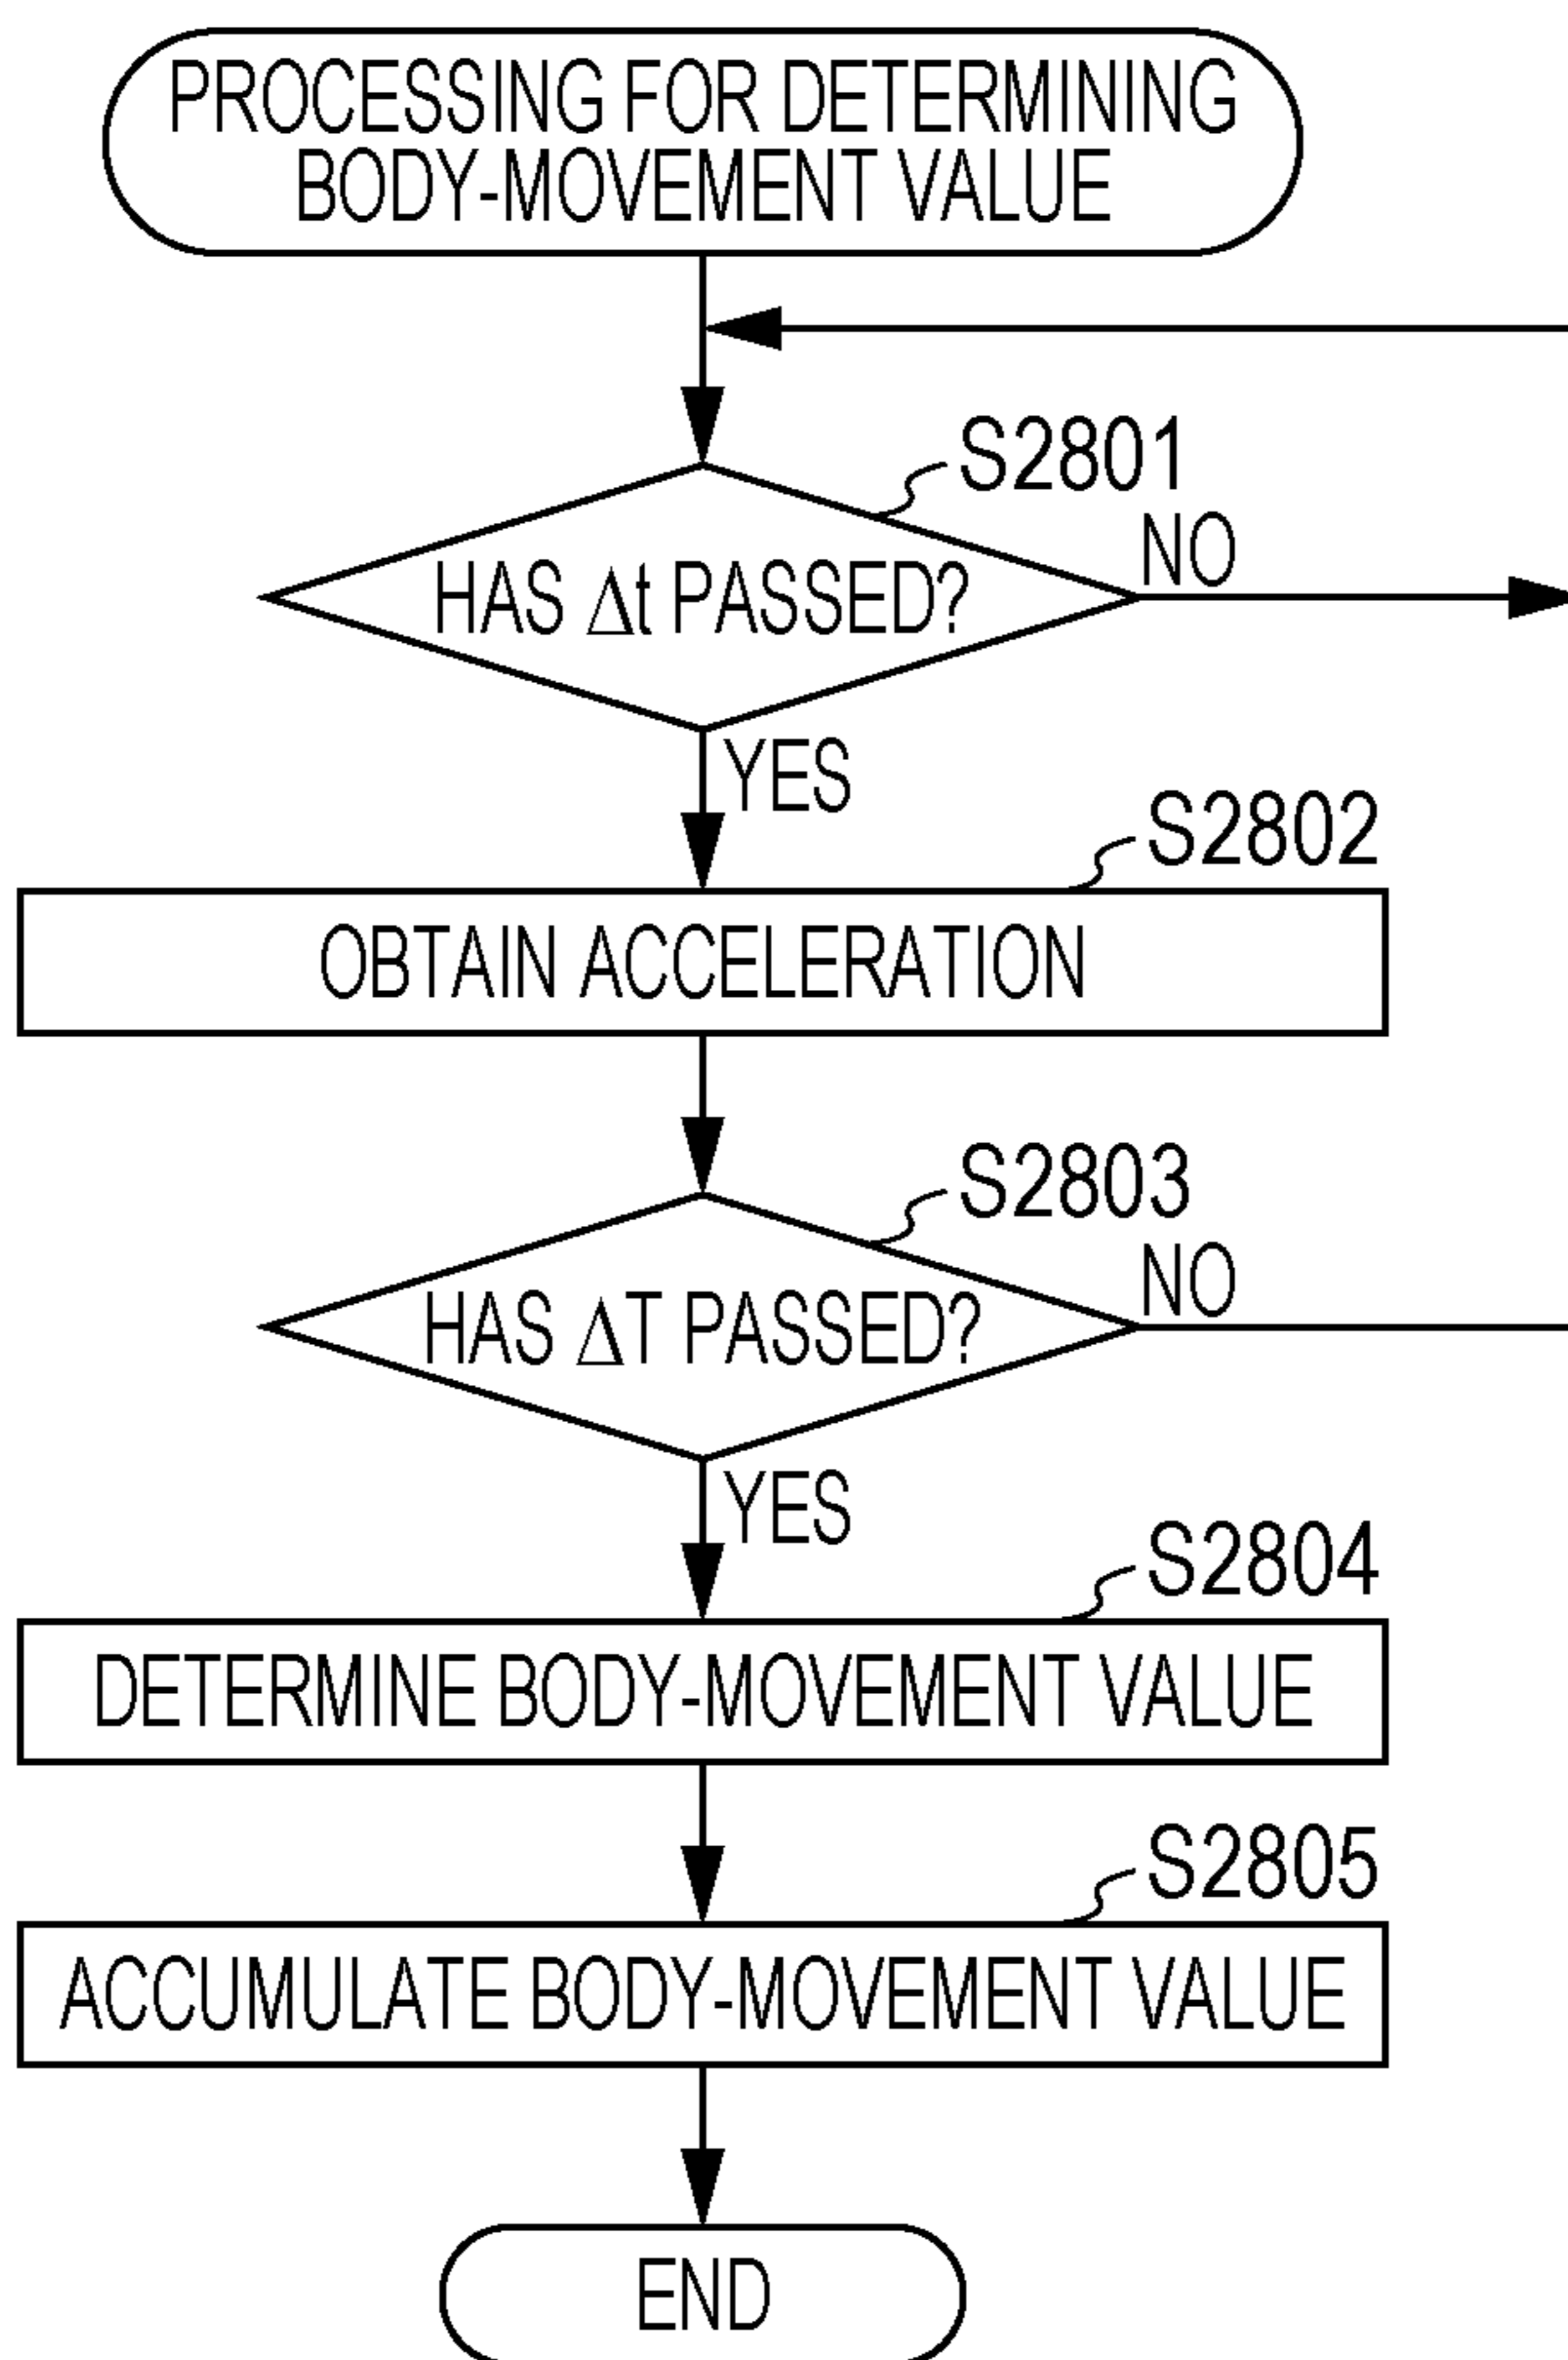 PROCESSING FOR DETERMINING
BODY-MOVEMENT VALUE
S2801
HAS Δt PASSED?
NO
YES
S2802
OBTAIN ACCELERATION
S2803
HAS ΔT PASSED?
NO
YES
S2804
DETERMINE BODY-MOVEMENT VALUE
S2805
ACCUMULATE BODY-MOVEMENT VALUE
END